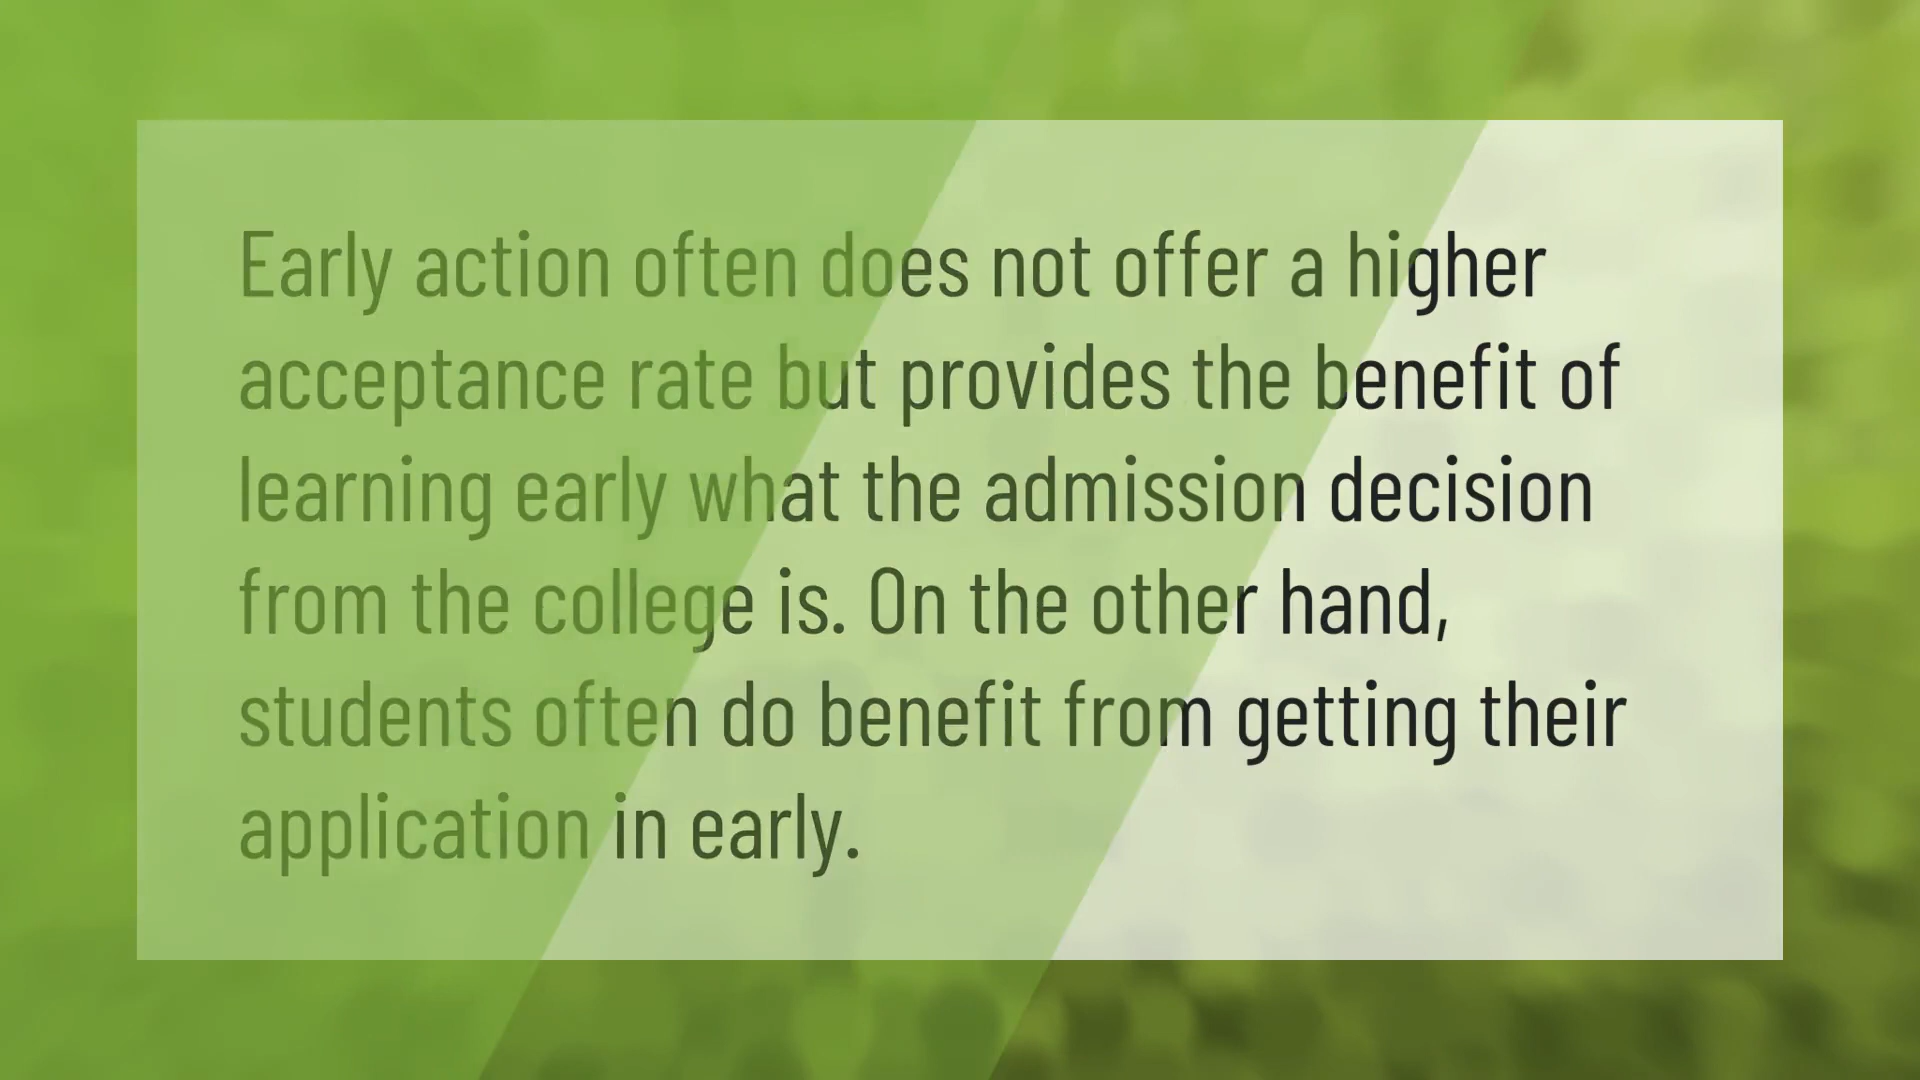 Early action often does not offer a higher
acceptance rate but provides the benefit of
learning early what the admission decision
from the college is. On the other hand,
students often do benefit from getting their
application in early.